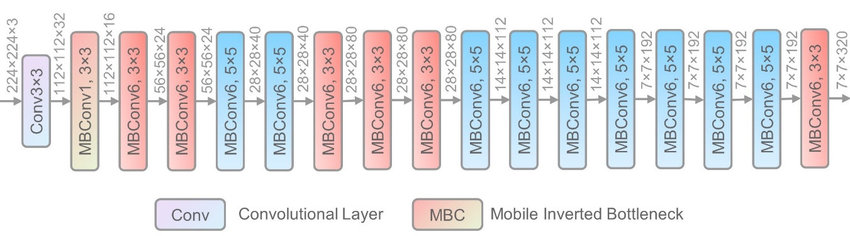 224×224×3
Conv3×3
112×112×32
MBConv1, 3×3
112×112×16
MBConv6, 3×3
56×56×24
MBConv6, 3×3
56×56×24
MBConv6, 5×5
28×28×40
MBConv6, 5×5
28×28×40
MBConv6, 3×3
28×28×80
MBConv6, 3×3
28×28×80
MBConv6, 3×3
28×28×80
MBConv6, 5×5
14×14×112
MBConv6, 5×5
14×14×112
MBConv6, 5×5
14×14×112
MBConv6, 5×5
7×7×192
MBConv6, 5×5
7×7×192
MBConv6, 5×5
7×7×192
MBConv6, 5×5
7×7×192
MBConv6, 3×3
7×7×320
Conv Convolutional Layer MBC Mobile Inverted Bottleneck